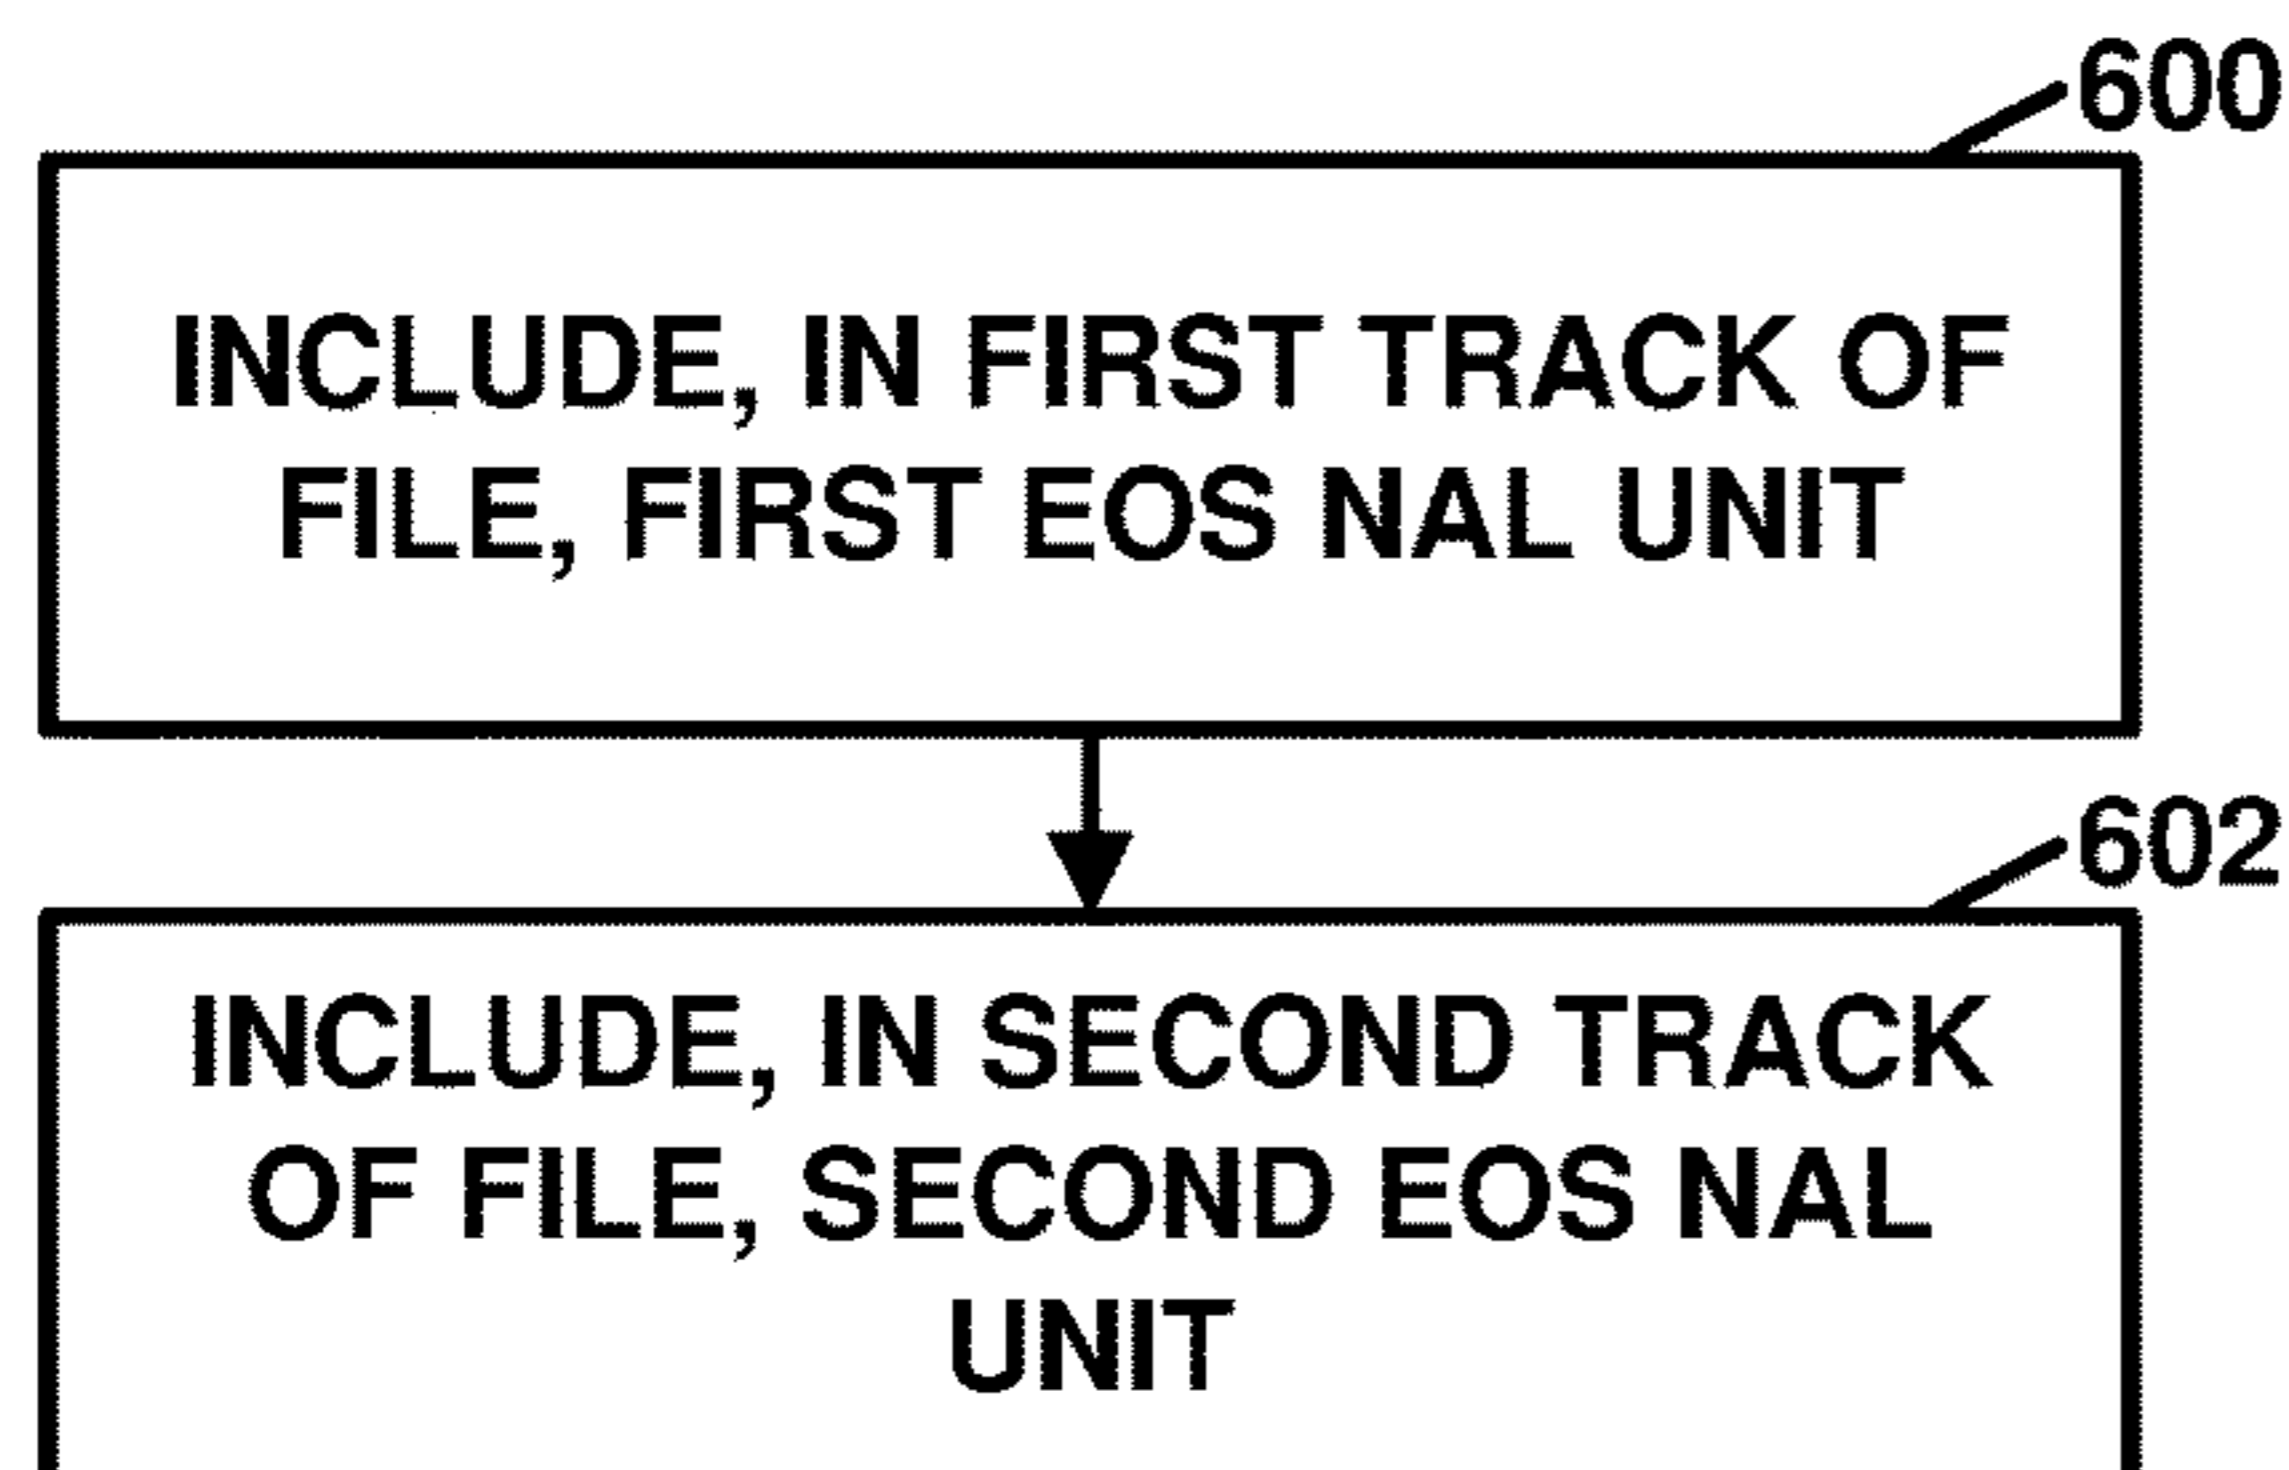 600
INCLUDE, IN FIRST TRACK OF
FILE, FIRST EOS NAL UNIT
602
INCLUDE, IN SECOND TRACK
OF FILE, SECOND EOS NAL
UNIT